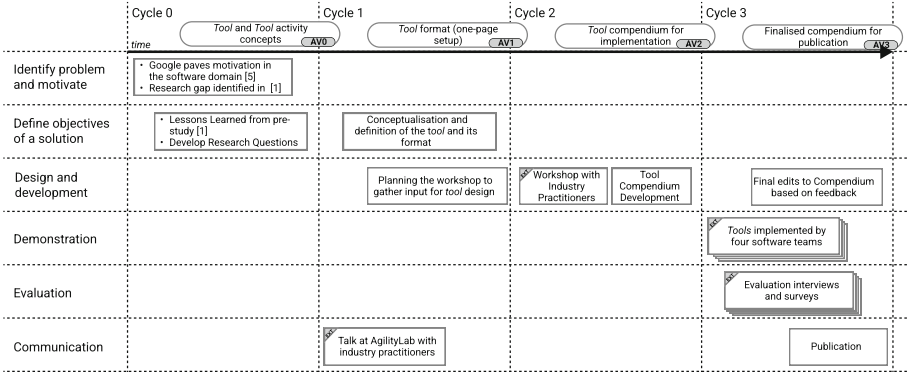 Cycle 0
Cycle 1
Cycle 2
Cycle 3
Tool and Tool activity
concepts
AV0
Tool format (one-page
setup)
AV1
Tool compendium for
implementation
AV2
Finalised compendium for
publication
AV3
time
Identify problem
and motivate
• Google paves motivation in
the software domain [5]
• Research gap identified in [1]
Define objectives
of a solution
• Lessons Learned from pre-
study [1]
• Develop Research Questions
Conceptualisation and
definition of the tool and its
format
Design and
development
Planning the workshop to
gather input for tool design
EXT
Workshop with
Industry
Practitioners
Tool
Compendium
Development
Final edits to Compendium
based on feedback
Demonstration
EXT
Tools implemented by
four software teams
Evaluation
EXT
Evaluation interviews
and surveys
Communication
EXT
Talk at AgilityLab with
industry practitioners
Publication